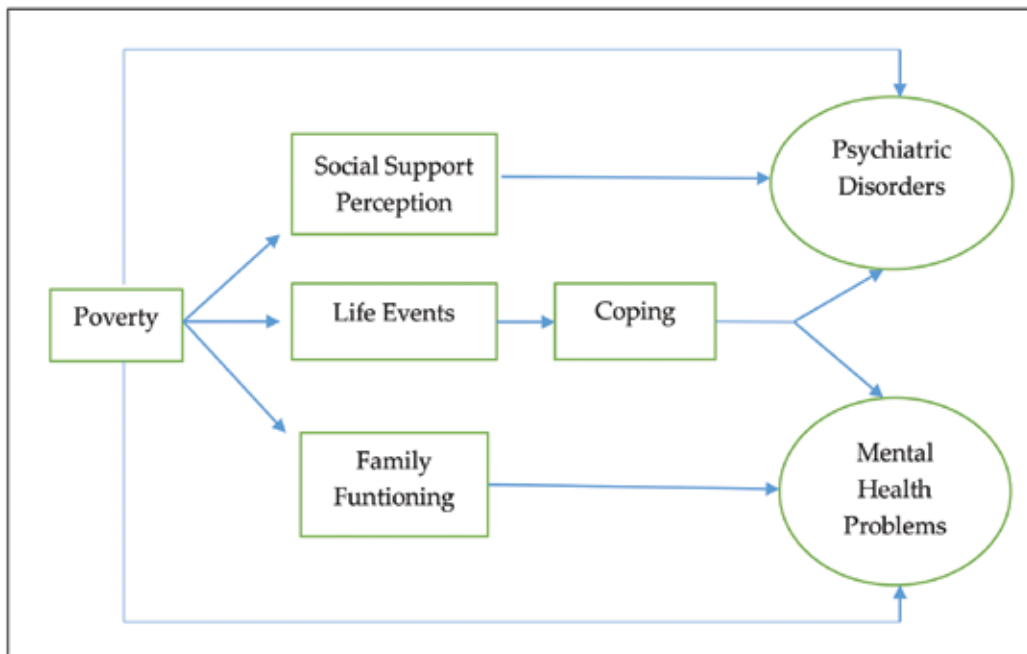 Psychiatric
Disorders
Social Support
Perception
Poverty
Life Events
Coping
Family
Funtioning
Mental
Health
Problems